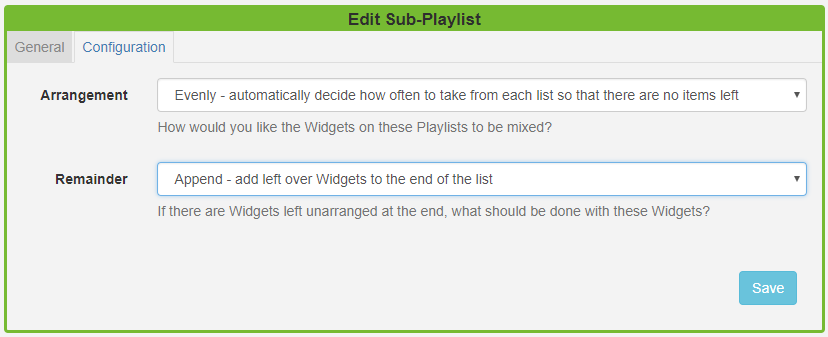 Edit Sub-Playlist
General
Configuration
Arrangement
Evenly - automatically decide how often to take from each list so that there are no items left
How would you like the Widgets on these Playlists to be mixed?
Remainder
Append - add left over Widgets to the end of the list
If there are Widgets left unarranged at the end, what should be done with these Widgets?
Save